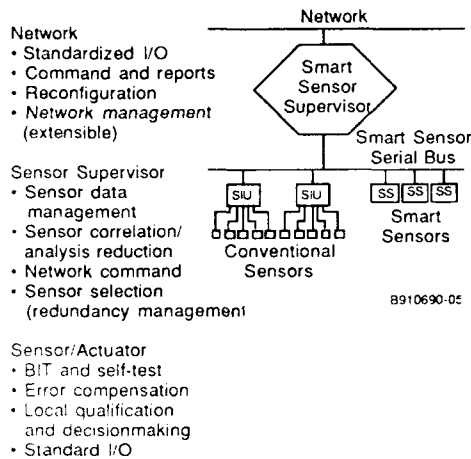 Network
• Standardized I/O
• Command and reports
• Reconfiguration
• Network management
(extensible)
Sensor Supervisor
• Sensor data
management
• Sensor correlation/
analysis reduction
• Network command
• Sensor selection
(redundancy management
Sensor/Actuator
• BIT and self-test
• Error compensation
• Local qualification
and decisionmaking
• Standard I/O
Network
Smart
Sensor
Supervisor
Smart Sensor
Serial Bus
SIU
SIU
SS
SS
SS
Smart
Sensors
Conventional
Sensors
B910690-05